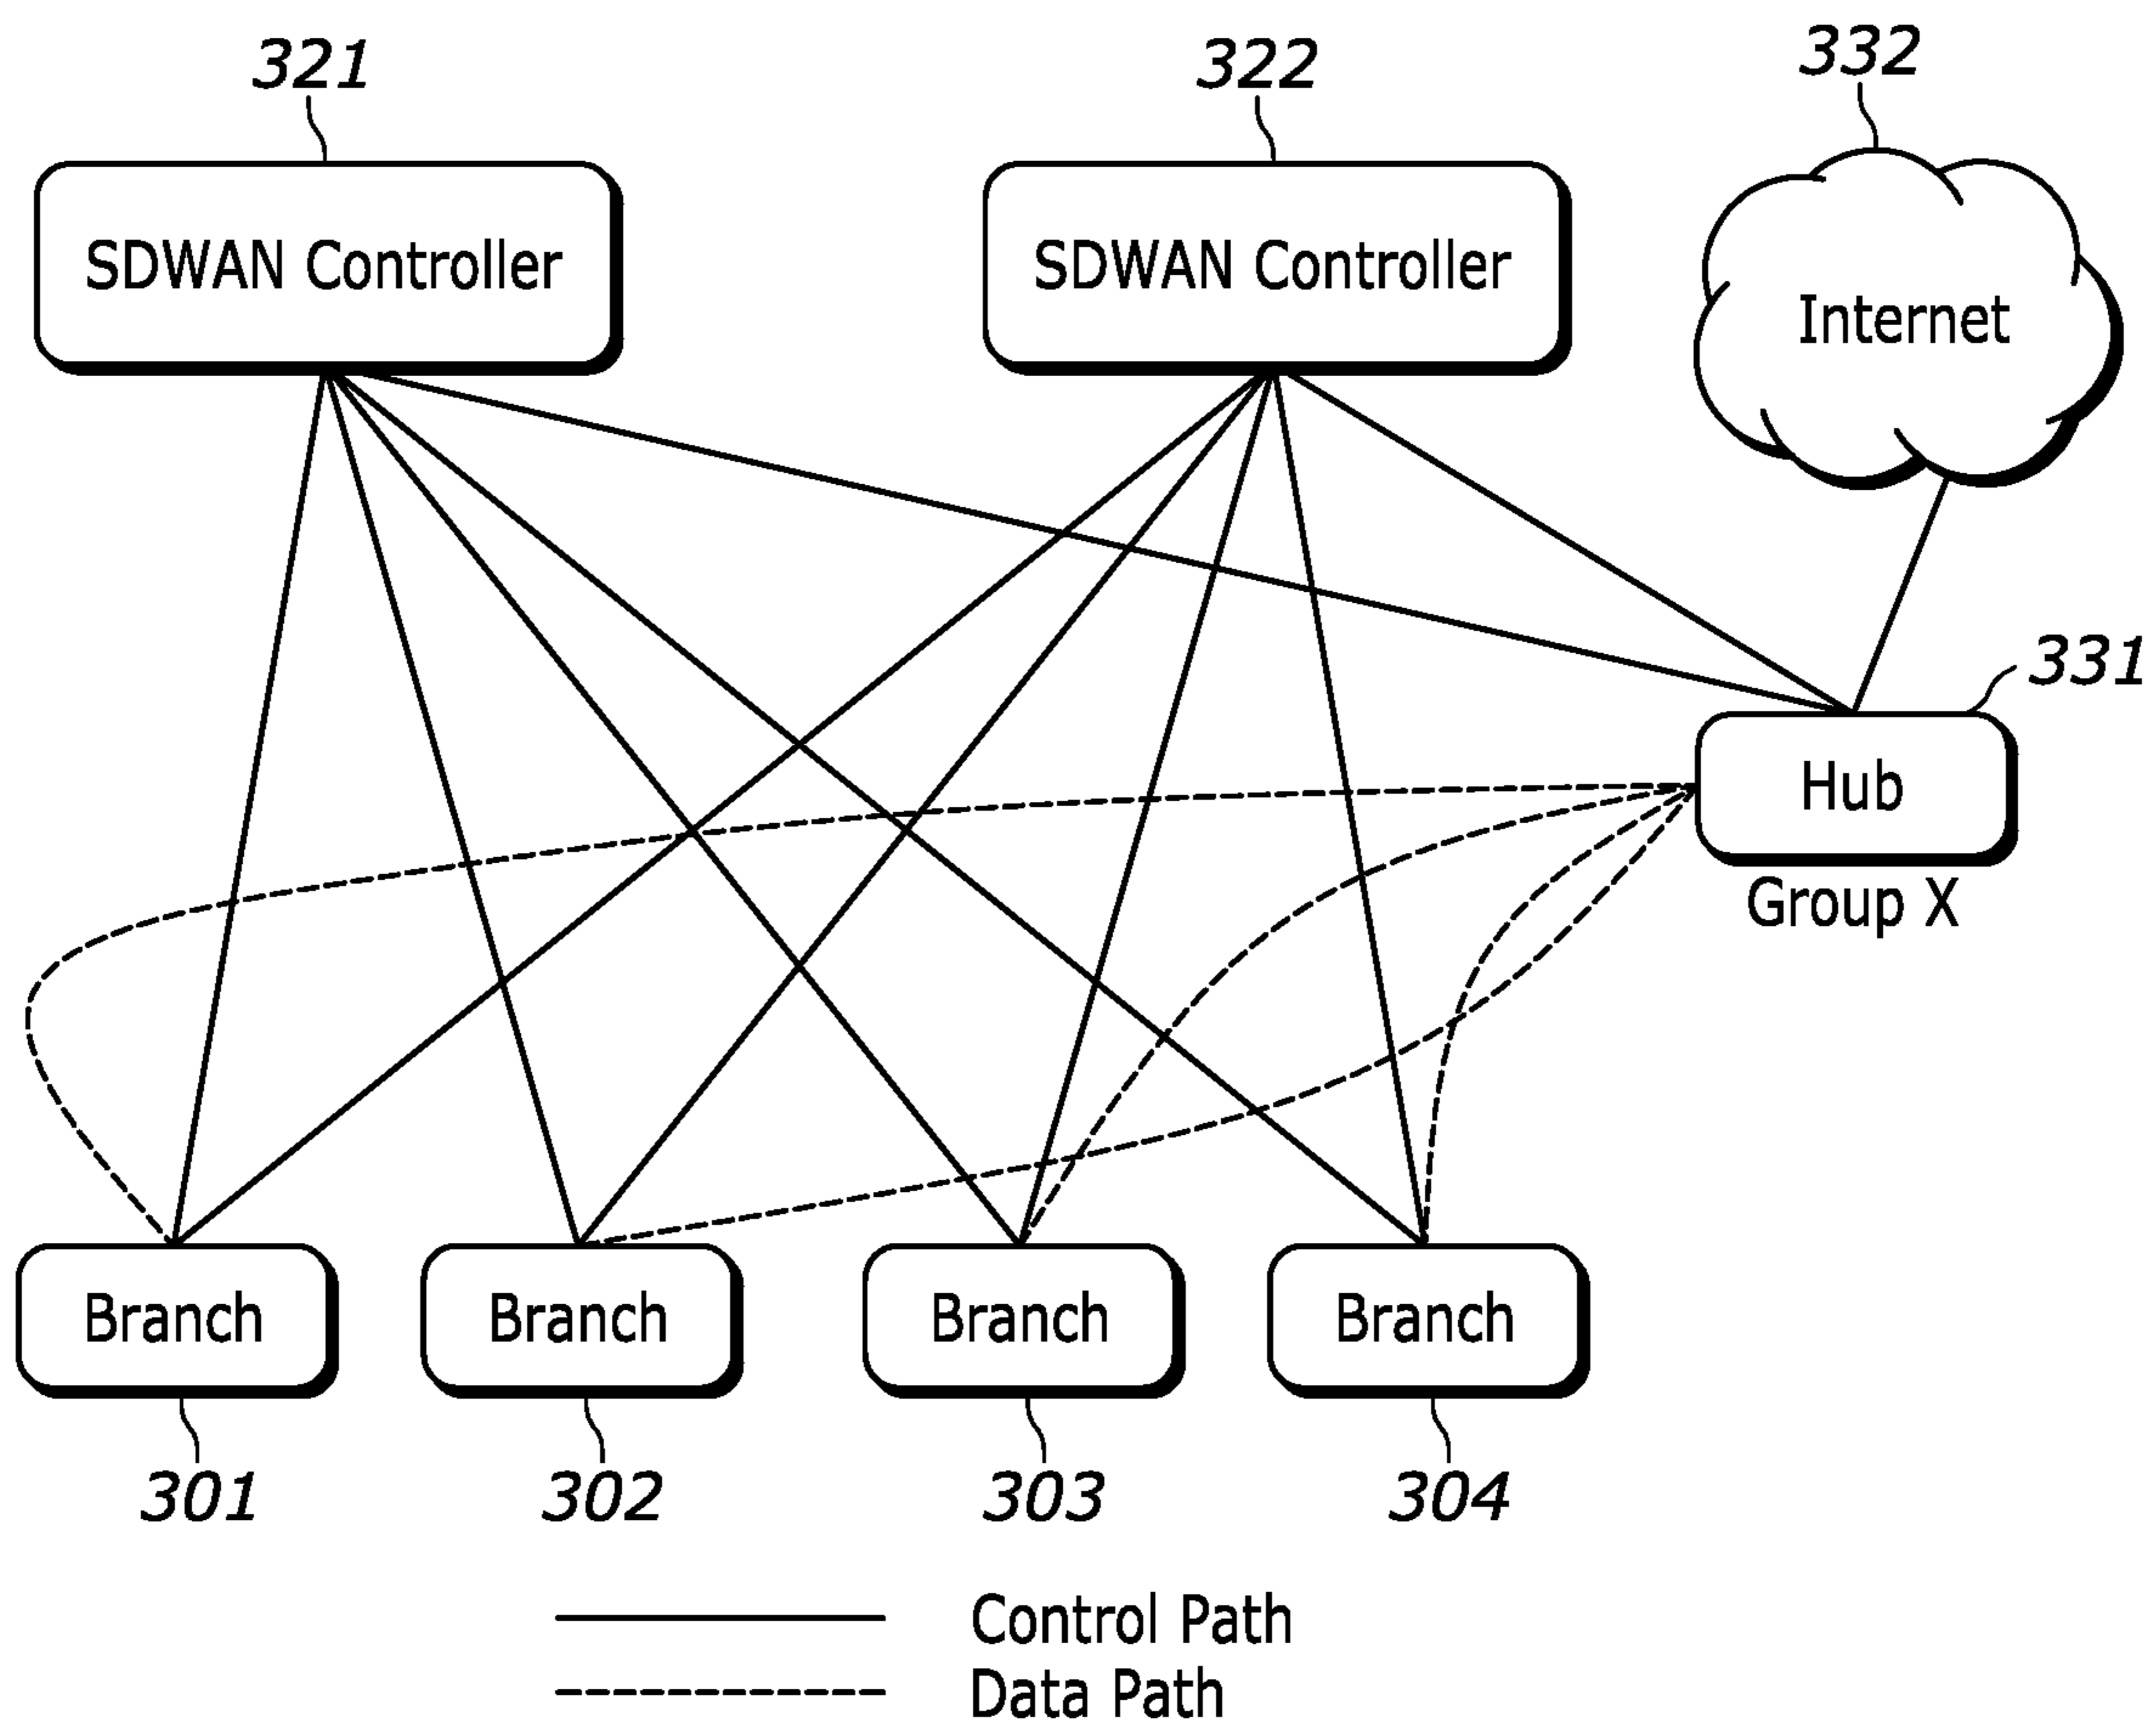 321
322
332
SDWAN Controller
SDWAN Controller
Internet
331
Hub
Group X
Branch
Branch
Branch
Branch
301
302
303
304
Control Path
Data Path